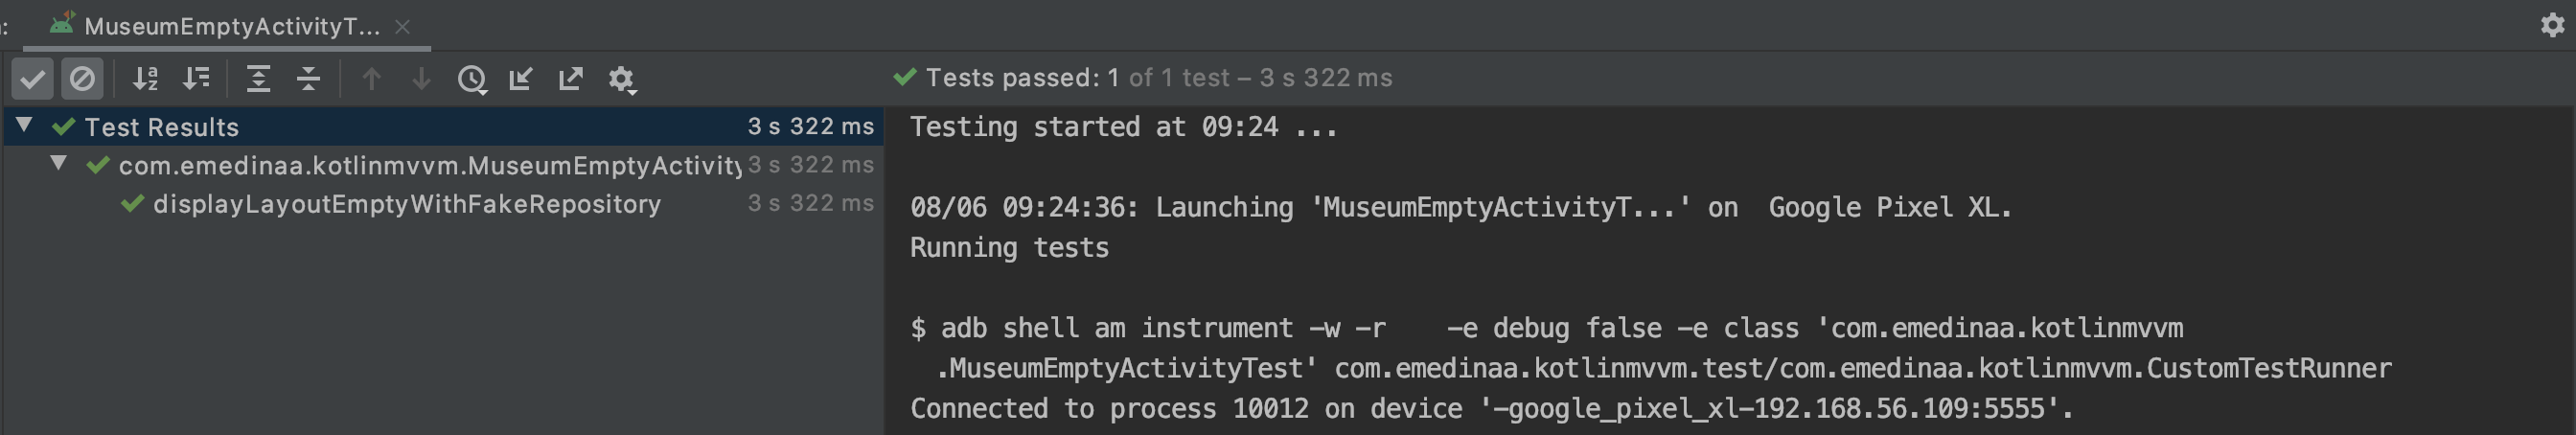 :
MuseumEmptyActivityT...
Tests passed: 1 of 1 test – 3 s 322 ms
Test Results 3 s 322 ms
com.emedinaa.kotlinmvvm.MuseumEmptyActivity 3 s 322 ms
displayLayoutEmptyWithFakeRepository 3 s 322 ms
Testing started at 09:24 ...
08/06 09:24:36: Launching 'MuseumEmptyActivityT...' on  Google Pixel XL.
Running tests
$ adb shell am instrument -w -r    -e debug false -e class 'com.emedinaa.kotlinmvvm
.MuseumEmptyActivityTest' com.emedinaa.kotlinmvvm.test/com.emedinaa.kotlinmvvm.CustomTestRunner
Connected to process 10012 on device '-google_pixel_xl-192.168.56.109:5555'.